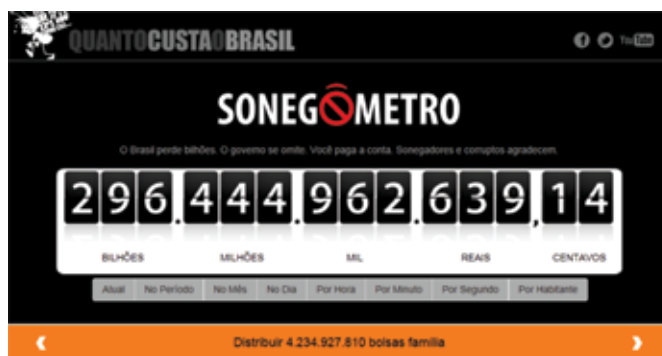 QUANTOCUSTAOBRASIL
You Tube
SONEGÔMETRO
O Brasil perde bilhões. O governo se omite. Você paga a conta. Sonegadores e corruptos agradecem.
296.444.962.639,14
BILHÕES MILHÕES MIL REAIS CENTAVOS
Atual No Período No Mês No Dia Por Hora Por Minuto Por Segundo Por Habitante
Distribuir 4.234.927.810 bolsas família